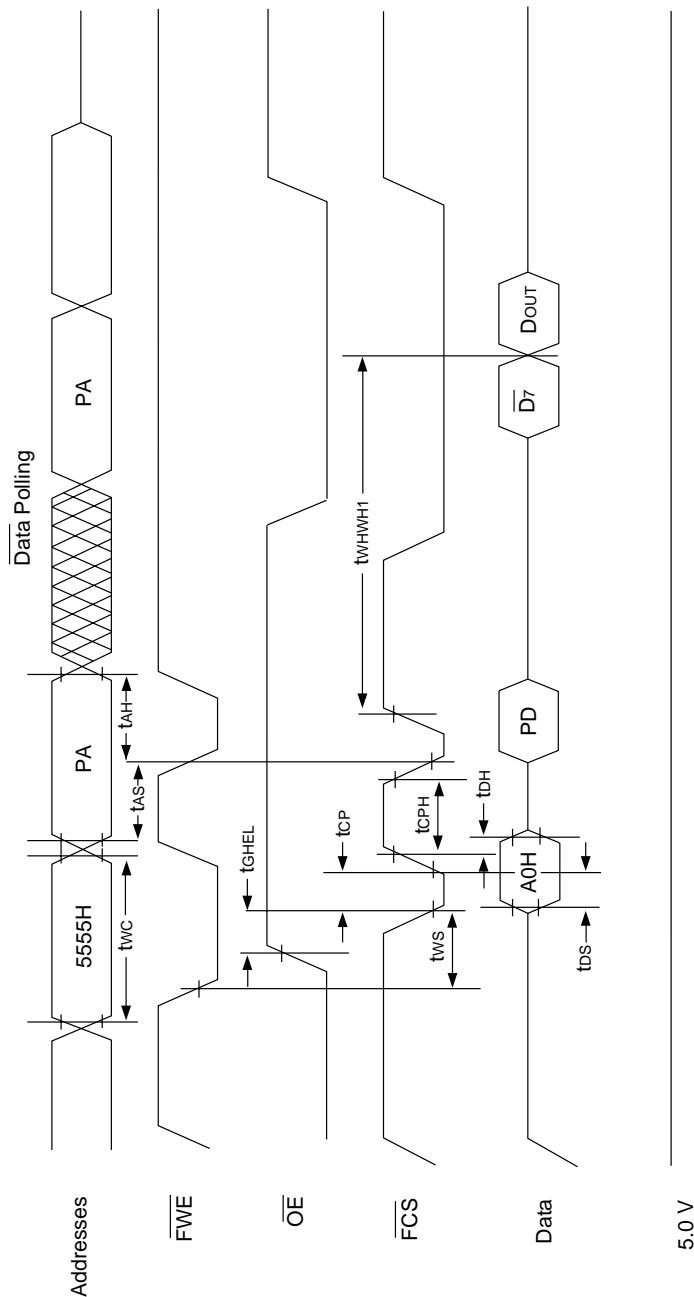 Data Polling
Addresses
5555H
PA
PA
tWC
tAS
tAH
FWE
tGHEL
OE
tCP
tWHWH1
FCS
tWS
tCPH
tDH
Data
A0H
PD
D7
DOUT
tDS
5.0 V